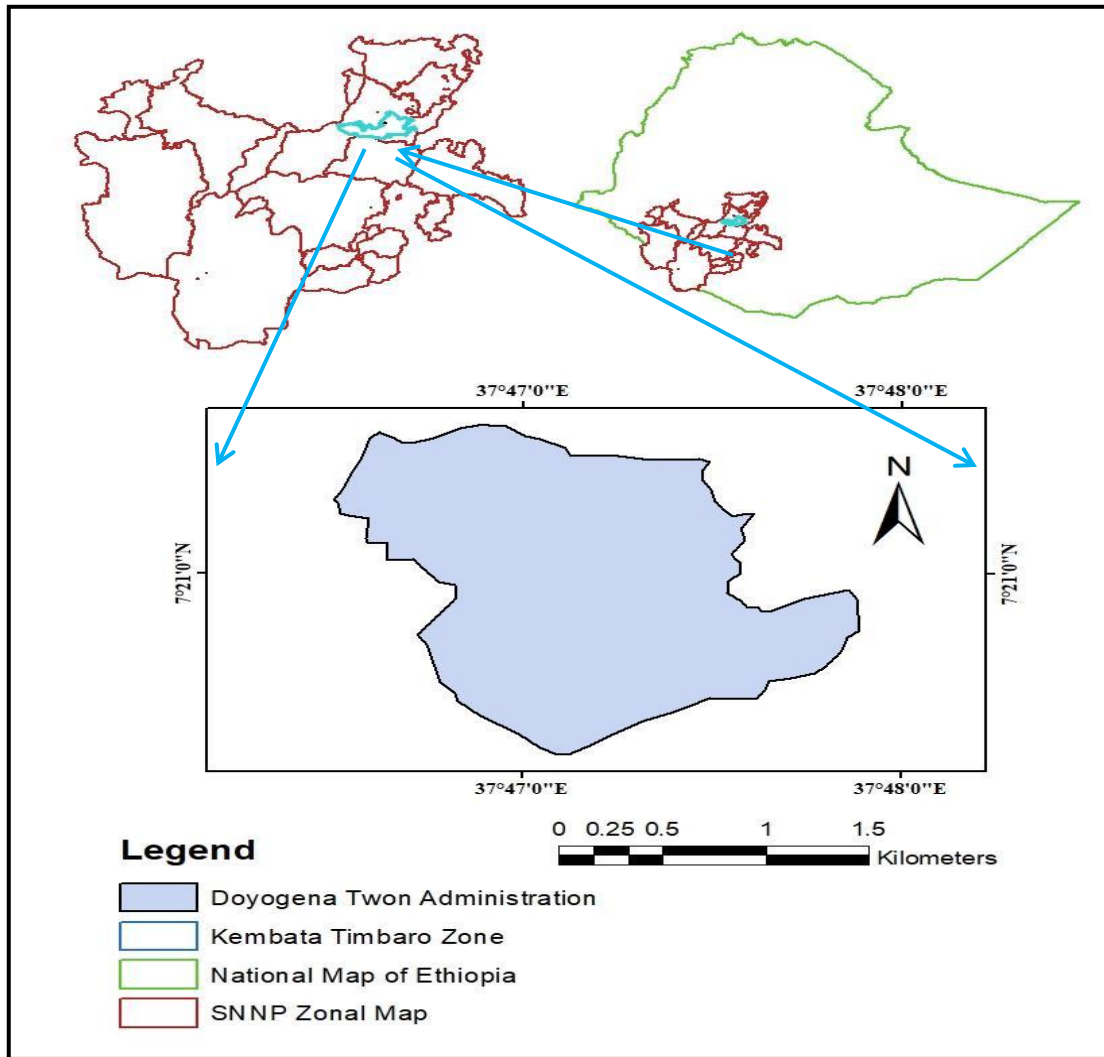 37°47'0"E 37°48'0"E
N
7°21'0"N 7°21'0"N
37°47'0"E 37°48'0"E
0 0.25 0.5 1 1.5
Kilometers
Legend
Doyogena Twon Administration
Kembata Timbaro Zone
National Map of Ethiopia
SNNP Zonal Map